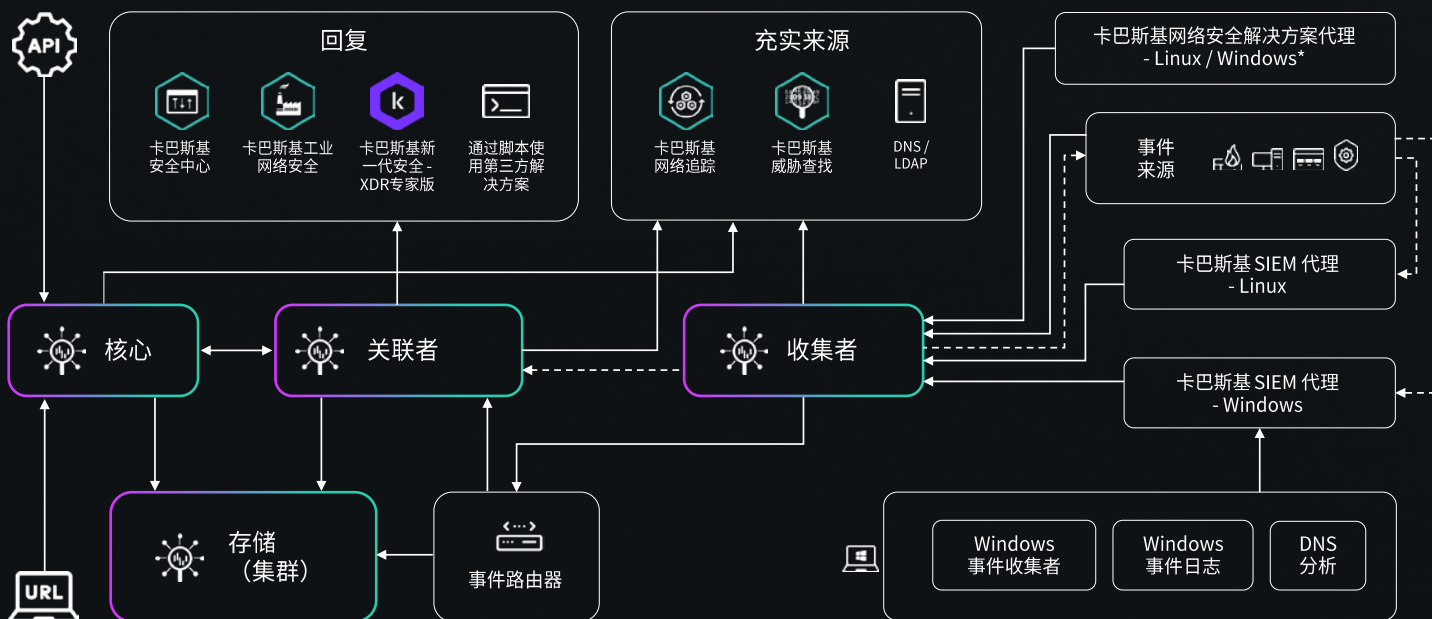 API
回复
卡巴斯基
安全中心
卡巴斯基工业
网络安全
卡巴斯基新
一代安全 -
XDR专家版
通过脚本使
用第三方解
决方案
充实来源
卡巴斯基
网络追踪
卡巴斯基
威胁查找
DNS /
LDAP
卡巴斯基网络安全解决方案代理
- Linux / Windows*
事件
来源
卡巴斯基 SIEM 代理
- Linux
核心
关联者
收集者
卡巴斯基 SIEM 代理
- Windows
存储
（集群）
事件路由器
Windows
事件收集者
Windows
事件日志
DNS
分析
URL